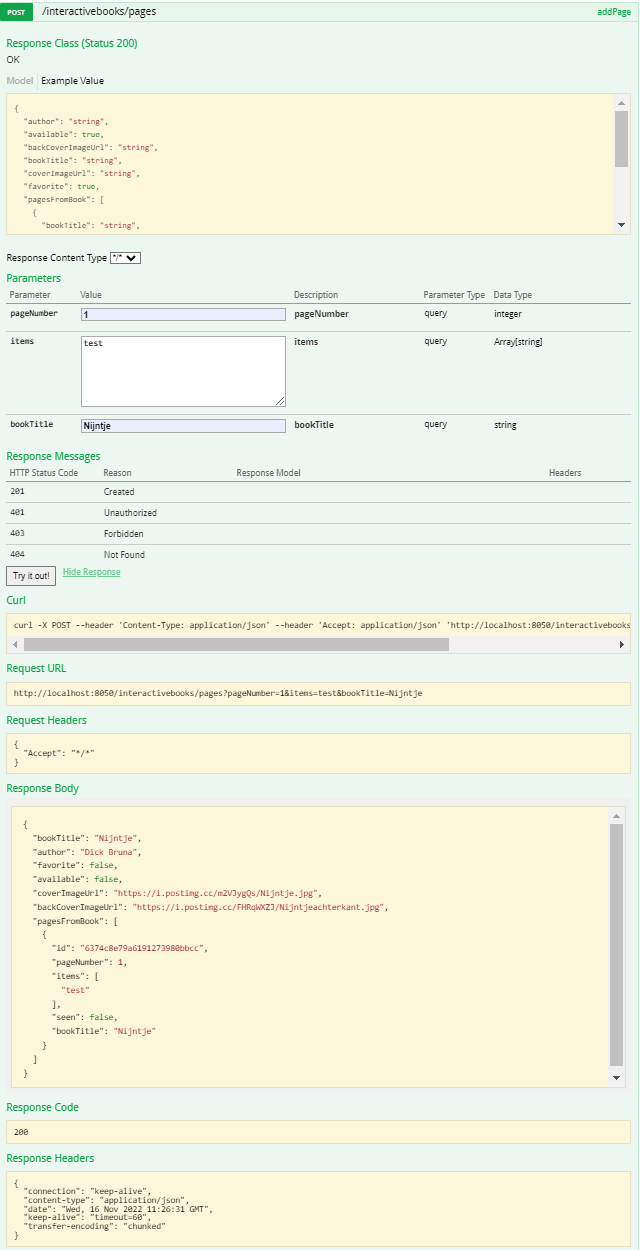 POST /interactivebooks/pages addPage
Response Class (Status 200)
OK
Model Example Value
{
"author": "string",
"available": true,
"backCoverImageUrl": "string",
"bookTitle": "string",
"coverImageUrl": "string",
"favorite": true,
"pagesFromBook": [
{
"bookTitle": "string",
Response Content Type */*
Parameters
Parameter Value Description Parameter Type Data Type
pageNumber 1 pageNumber query integer
items test items query Array[string]
bookTitle Nijntje bookTitle query string
Response Messages
HTTP Status Code Reason Response Model Headers
201 Created
401 Unauthorized
403 Forbidden
404 Not Found
Try it out! Hide Response
Curl
curl -X POST --header 'Content-Type: application/json' --header 'Accept: application/json' 'http://localhost:8050/interactivebooks
Request URL
http://localhost:8050/interactivebooks/pages?pageNumber=1&items=test&bookTitle=Nijntje
Request Headers
{
"Accept": "*/*"
}
Response Body
{
"bookTitle": "Nijntje",
"author": "Dick Bruna",
"favorite": false,
"available": false,
"coverImageUrl": "https://i.postimg.cc/m2VJygQs/Nijntje.jpg",
"backCoverImageUrl": "https://i.postimg.cc/FHRqWXZJ/Nijntjeachterkant.jpg",
"pagesFromBook": [
{
"id": "6374c8e79a6191273980bbcc",
"pageNumber": 1,
"items": [
"test"
],
"seen": false,
"bookTitle": "Nijntje"
}
]
}
Response Code
200
Response Headers
{
"connection": "keep-alive",
"content-type": "application/json",
"date": "Wed, 16 Nov 2022 11:26:31 GMT",
"keep-alive": "timeout=60",
"transfer-encoding": "chunked"
}